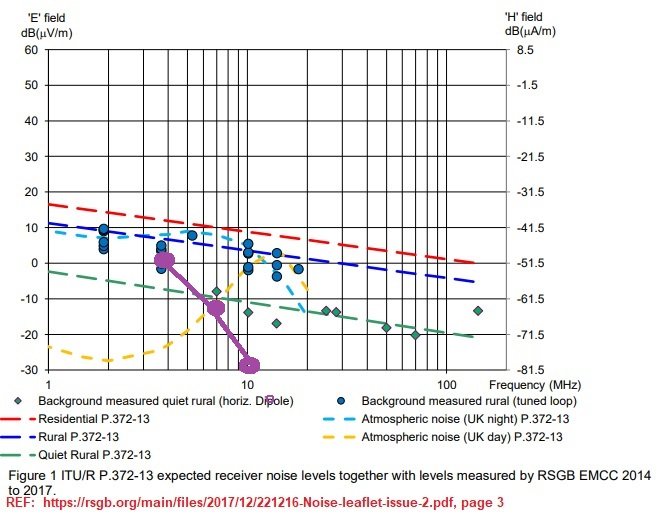 'E' field
dB(µV/m)
'H' field
dB(µA/m)
60
50
40
30
20
10
0
-10
-20
-30
8.5
-1.5
-11.5
-21.5
-31.5
-41.5
-51.5
-61.5
-71.5
-81.5
1
10
100
Frequency (MHz)
Background measured quiet rural (horiz. Dipole)
Background measured rural (tuned loop)
Residential P.372-13
Atmospheric noise (UK night) P.372-13
Rural P.372-13
Atmospheric noise (UK day) P.372-13
Quiet Rural P.372-13
Figure 1 ITU/R P.372-13 expected receiver noise levels together with levels measured by RSGB EMCC 2014
to 2017.
REF: https://rsgb.org/main/files/2017/12/221216-Noise-leaflet-issue-2.pdf, page 3